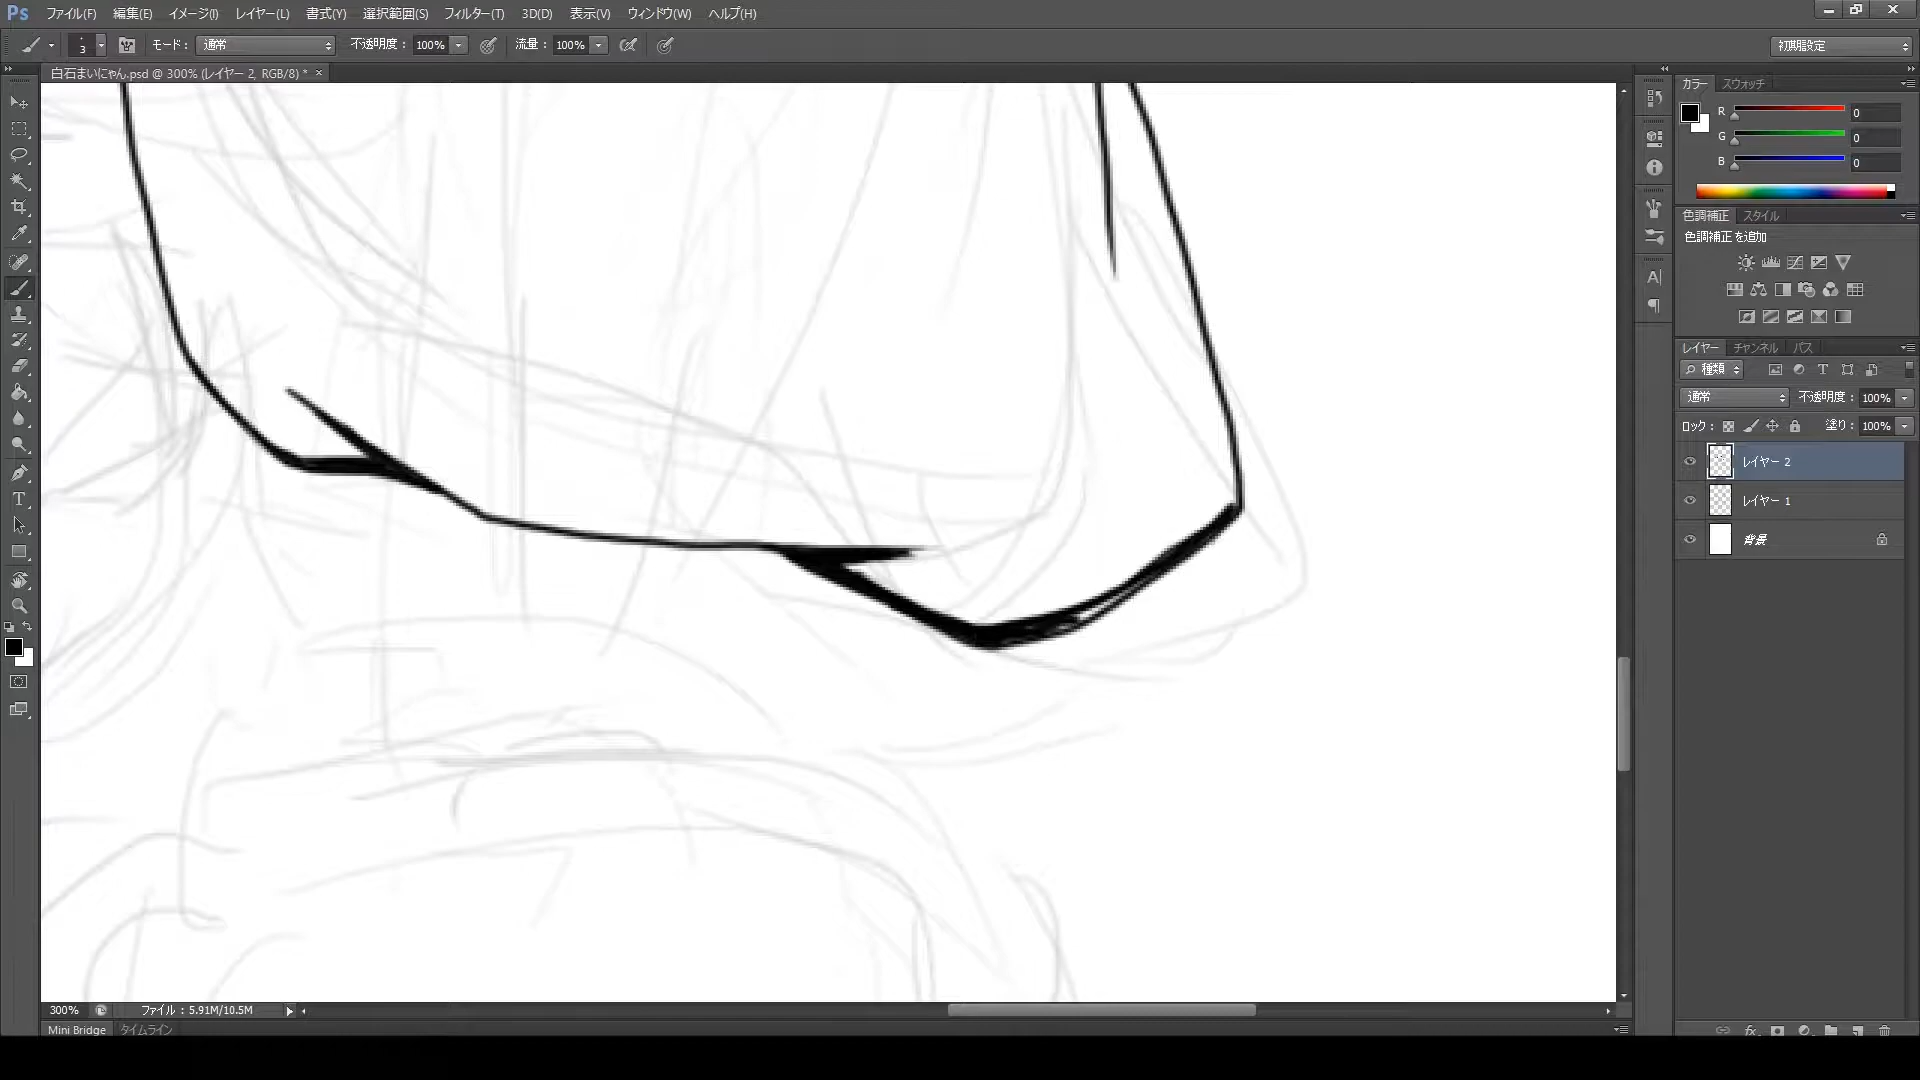 Ps ファイル(F) 編集(E) イメージ(I) レイヤー(L) 書式(Y) 選択範囲(S) フィルター(T) 3D(D) 表示(V) ウィンドウ(W) ヘルプ(H)
3 モード： 通常 不透明度： 100% 流量： 100% 初期設定
白石まいにゃん.psd @ 300% (レイヤー 2, RGB/8) * ×
カラー スウォッチ
R 0
G 0
B 0
色調補正 スタイル
色調補正を追加
レイヤー チャンネル パス
種類
通常 不透明度： 100%
ロック： 塗り： 100%
レイヤー 2
レイヤー 1
背景
300% ファイル：5.91M/10.5M
Mini Bridge タイムライン